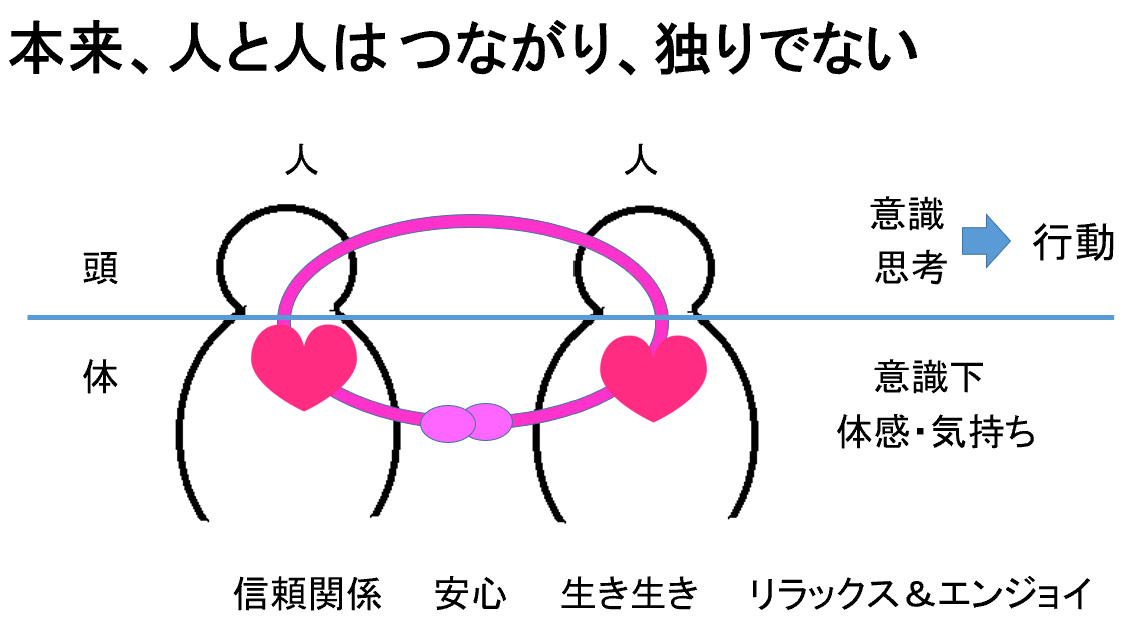 本来、人と人は つながり、独りでない
人 人
頭
意識
思考
行動
体
意識下
体感・気持ち
信頼関係 安心 生き生き リラックス＆エンジョイ